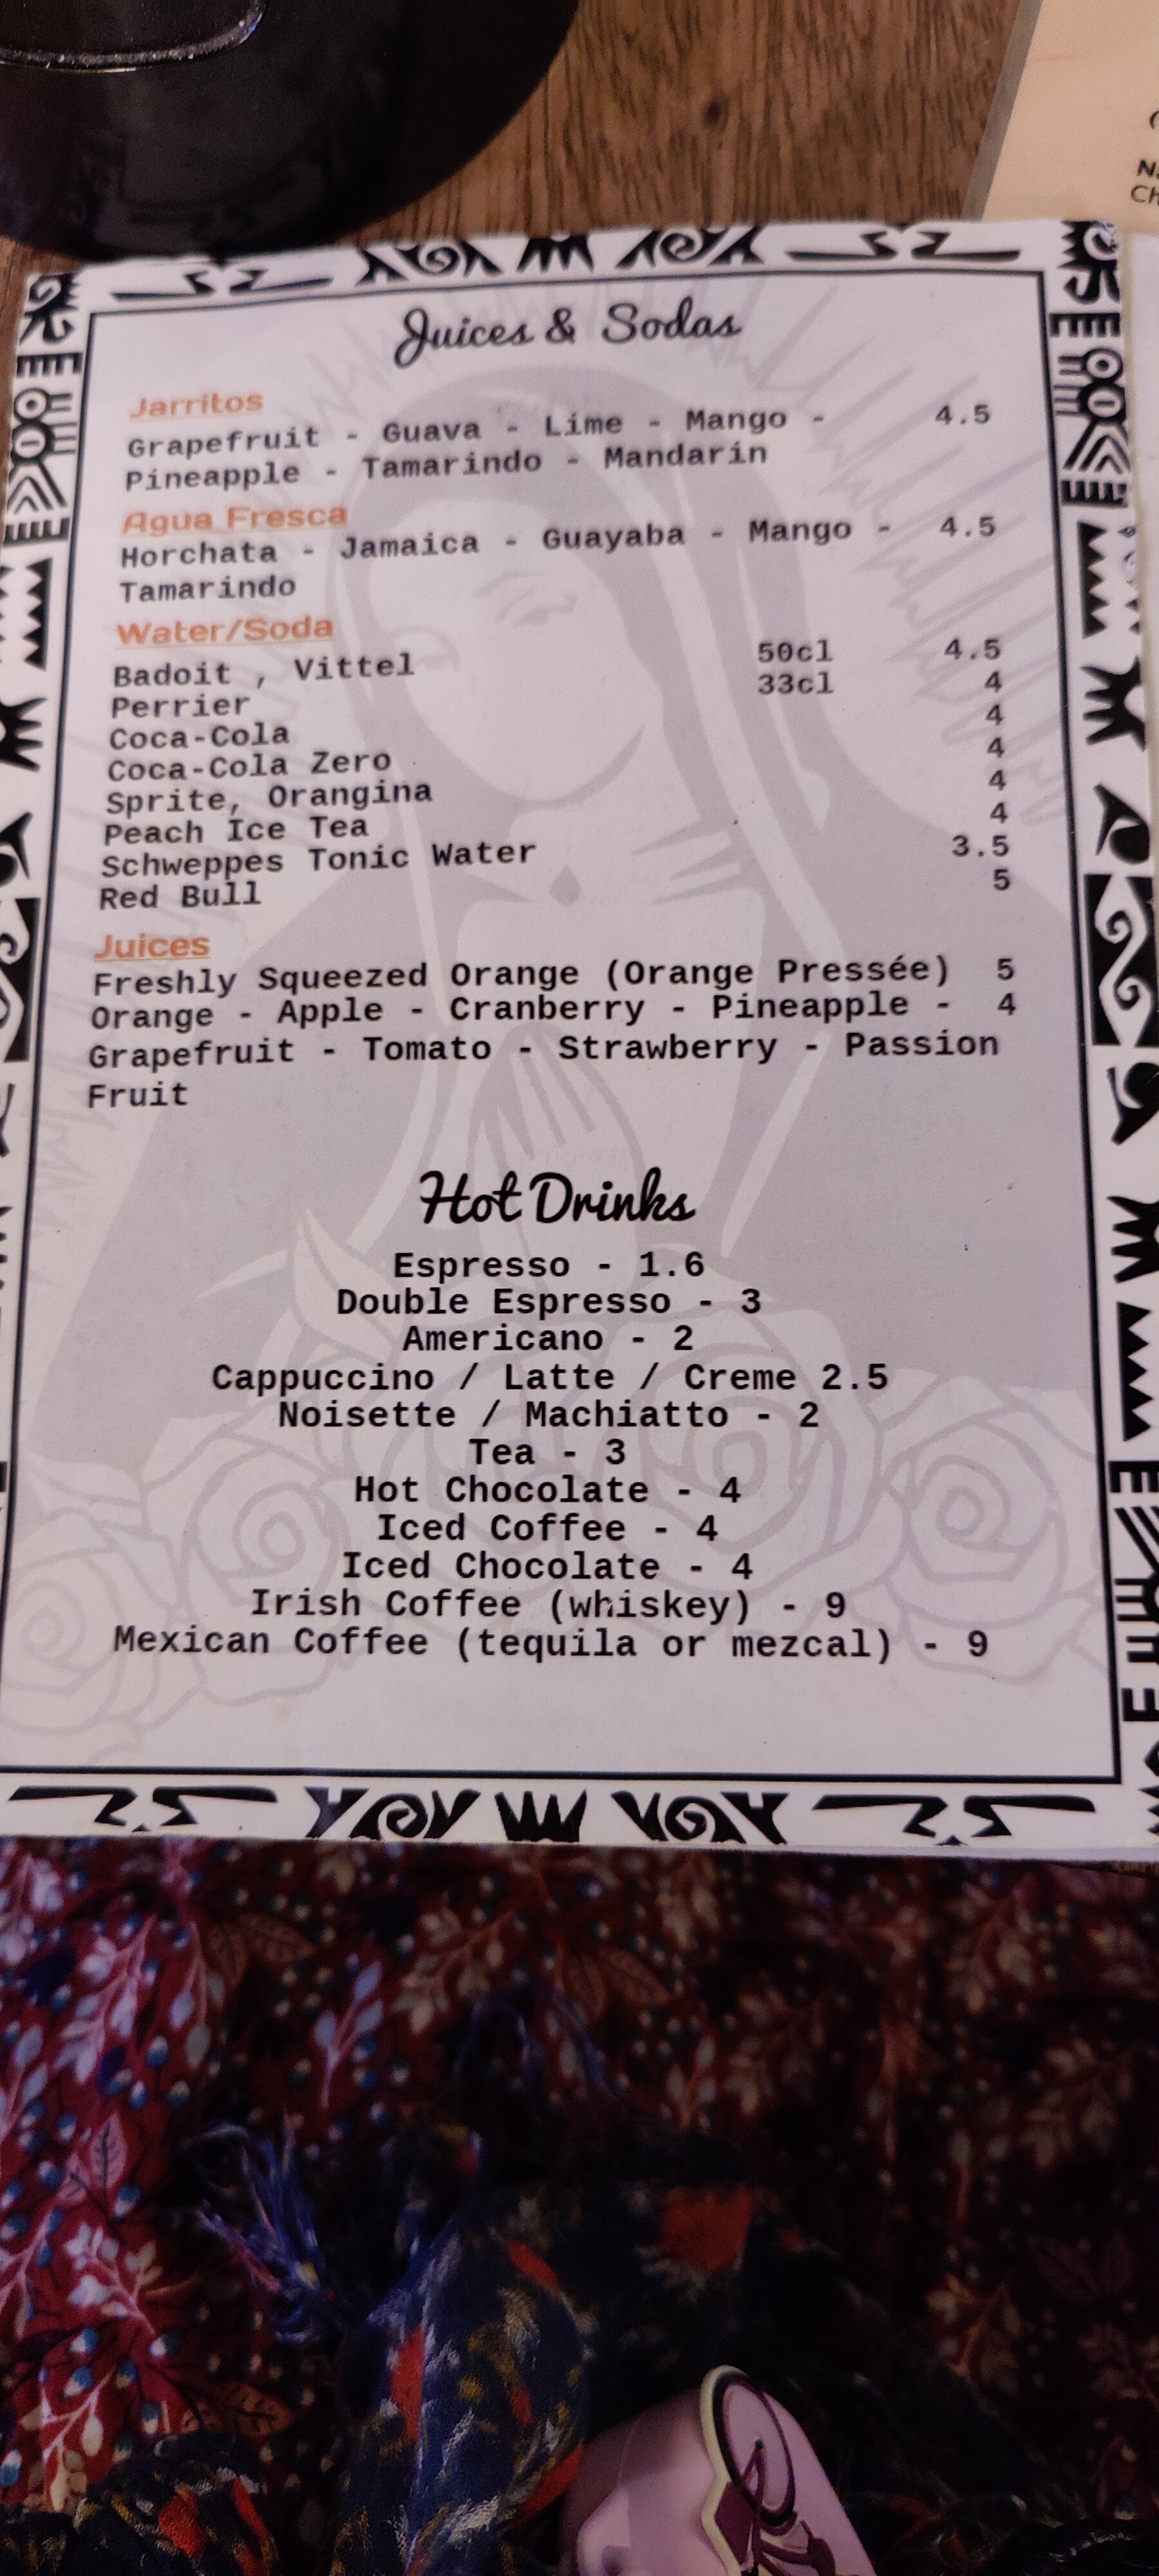 Juices & Sodas
Jarritos
Grapefruit - Guava - Lime - Mango - 4.5
Pineapple - Tamarindo - Mandarin
Agua Fresca
Horchata - Jamaica - Guayaba - Mango - 4.5
Tamarindo
Water/Soda
Badoit , Vittel 50cl 4.5
Perrier 33cl 4
Coca-Cola 4
Coca-Cola Zero 4
Sprite, Orangina 4
Peach Ice Tea 4
Schweppes Tonic Water 3.5
Red Bull 5
Juices
Freshly Squeezed Orange (Orange Pressée) 5
Orange - Apple - Cranberry - Pineapple - 4
Grapefruit - Tomato - Strawberry - Passion
Fruit
Hot Drinks
Espresso - 1.6
Double Espresso - 3
Americano - 2
Cappuccino / Latte / Creme 2.5
Noisette / Machiatto - 2
Tea - 3
Hot Chocolate - 4
Iced Coffee - 4
Iced Chocolate - 4
Irish Coffee (whiskey) - 9
Mexican Coffee (tequila or mezcal) - 9